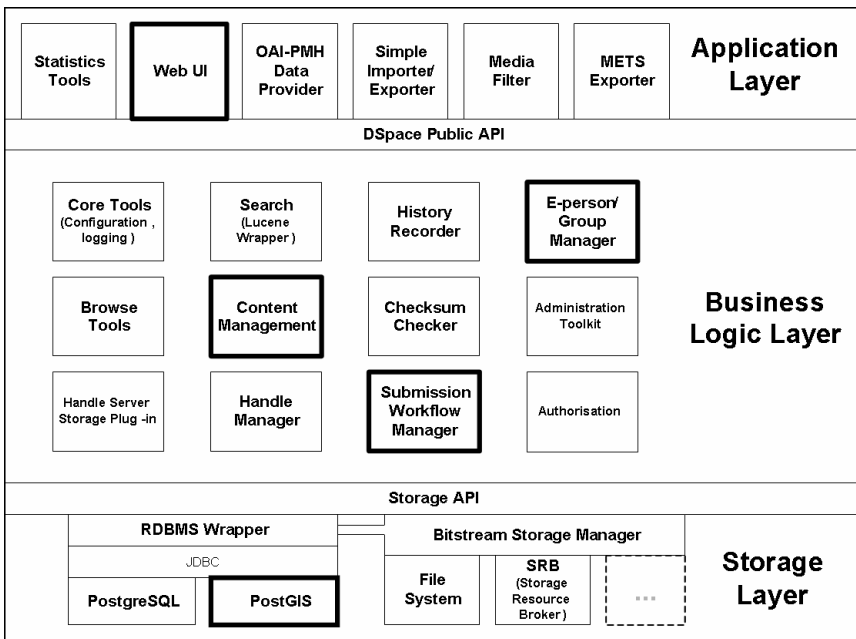 Statistics
Tools
Web UI
OAI-PMH
Data
Provider
Simple
Importer/
Exporter
Media
Filter
METS
Exporter
Application
Layer
DSpace Public API
Core Tools
(Configuration ,
logging )
Search
(Lucene
Wrapper )
History
Recorder
E-person/
Group
Manager
Browse
Tools
Content
Management
Checksum
Checker
Administration
Toolkit
Business
Logic Layer
Handle Server
Storage Plug -in
Handle
Manager
Submission
Workflow
Manager
Authorisation
Storage API
RDBMS Wrapper
JDBC
PostgreSQL
PostGIS
Bitstream Storage Manager
File
System
SRB
(Storage
Resource
Broker )
...
Storage
Layer